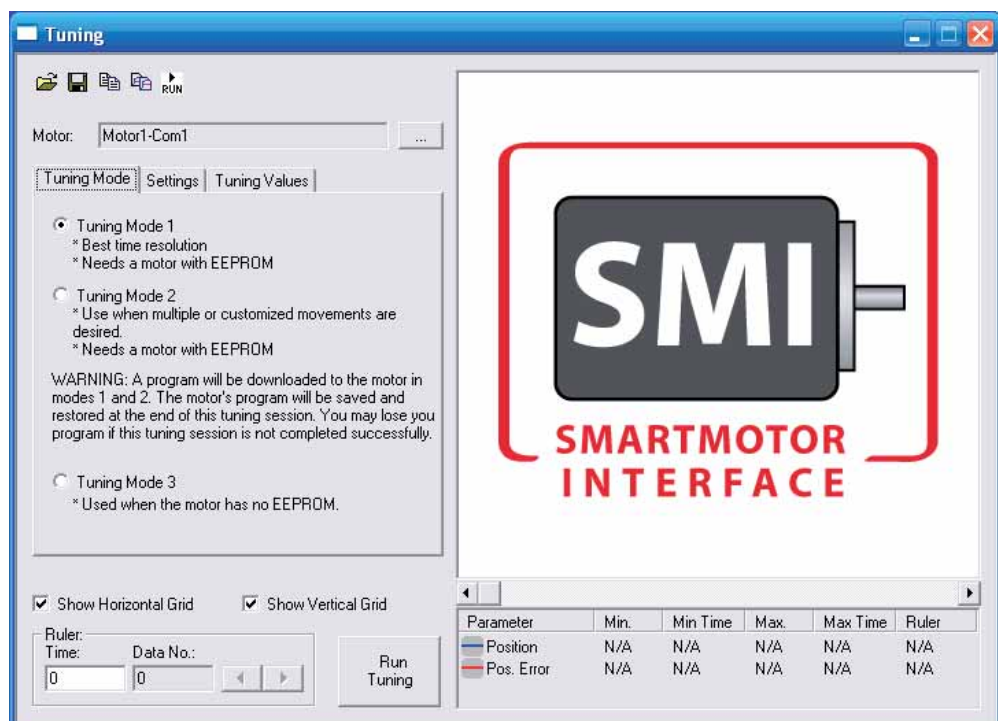 Tuning
RUN
Motor: Motor1-Com1 ...
Tuning Mode Settings Tuning Values
Tuning Mode 1
* Best time resolution
* Needs a motor with EEPROM
Tuning Mode 2
* Use when multiple or customized movements are
desired.
* Needs a motor with EEPROM
WARNING: A program will be downloaded to the motor in
modes 1 and 2. The motor's program will be saved and
restored at the end of this tuning session. You may lose you
program if this tuning session is not completed successfully.
Tuning Mode 3
* Used when the motor has no EEPROM.
Show Horizontal Grid Show Vertical Grid
Ruler:
Time: Data No.:
0 0
Run
Tuning
SMI
SMARTMOTOR
INTERFACE
Parameter Min. Min Time Max. Max Time Ruler
Position N/A N/A N/A N/A N/A
Pos. Error N/A N/A N/A N/A N/A